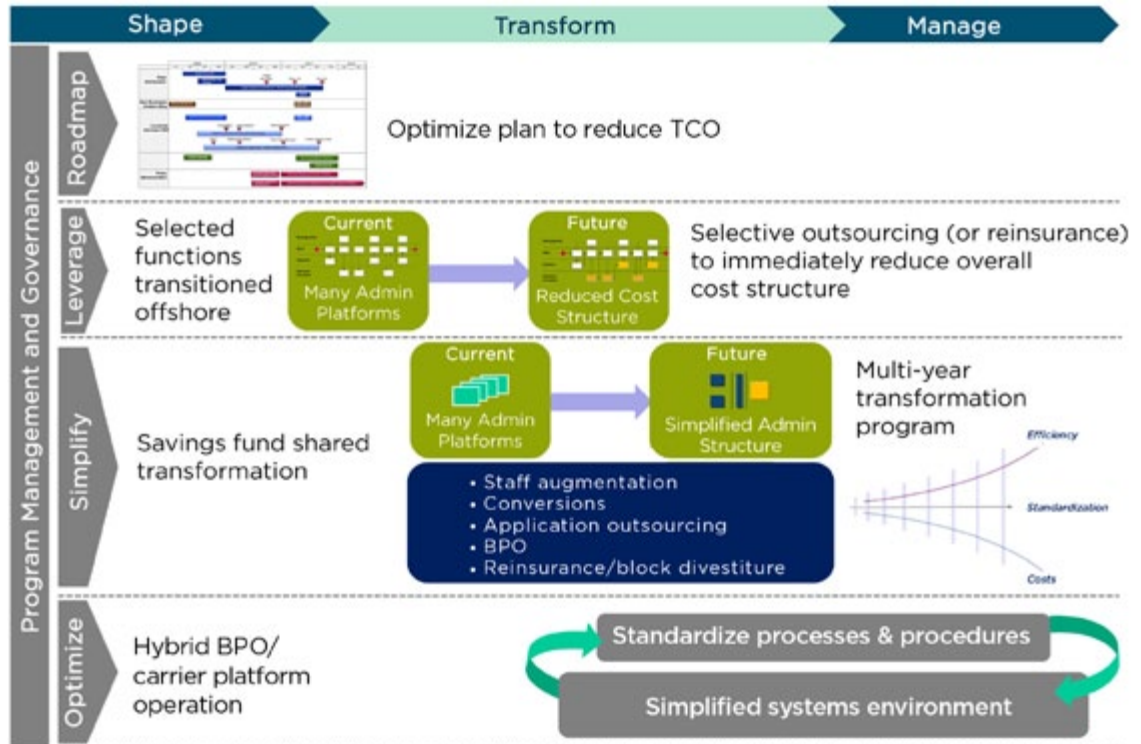 Shape
Transform
Manage
Program Management and Governance
Roadmap
Optimize plan to reduce TCO
Leverage
Selected
functions
transitioned
offshore
Current
Many Admin
Platforms
Future
Reduced Cost
Structure
Selective outsourcing (or reinsurance)
to immediately reduce overall
cost structure
Simplify
Savings fund shared
transformation
Current
Many Admin
Platforms
Future
Simplified Admin
Structure
• Staff augmentation
• Conversions
• Application outsourcing
• BPO
• Reinsurance/block divestiture
Multi-year
transformation
program
Efficiency
Standardization
Costs
Optimize
Hybrid BPO/
carrier platform
operation
Standardize processes & procedures
Simplified systems environment